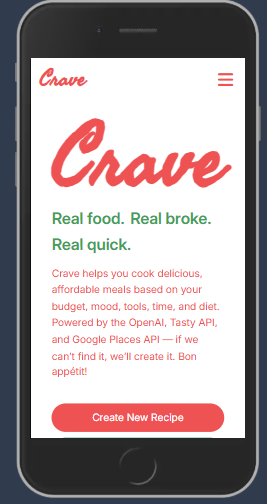 Crave
Crave
Real food. Real broke.
Real quick.
Crave helps you cook delicious,
affordable meals based on your
budget, mood, tools, time, and diet.
Powered by the OpenAI, Tasty API,
and Google Places API — if we
can't find it, we'll create it. Bon
appétit!
Create New Recipe